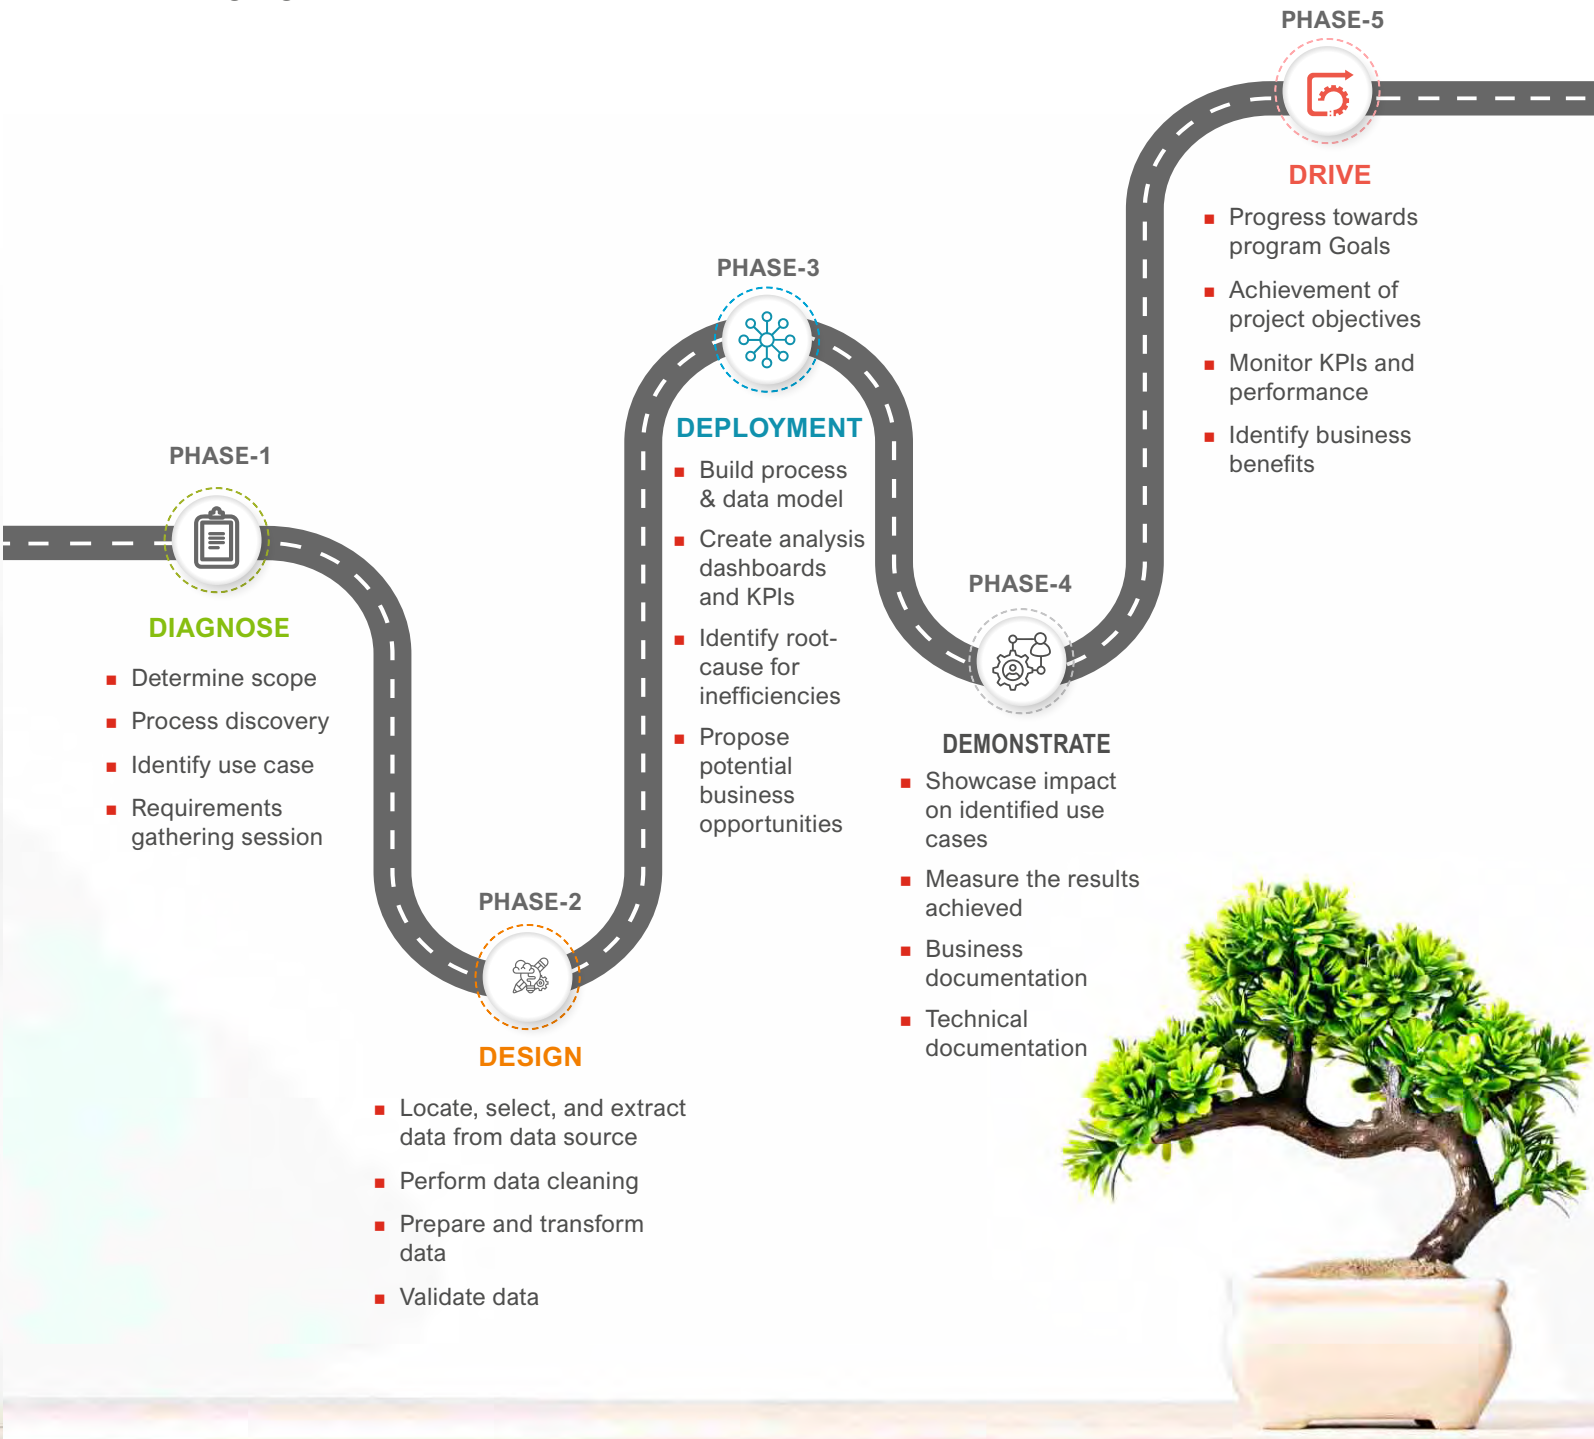 PHASE-1
DIAGNOSE
Determine scope
Process discovery
Identify use case
Requirements
gathering session
PHASE-2
DESIGN
Locate, select, and extract
data from data source
Perform data cleaning
Prepare and transform
data
Validate data
PHASE-3
DEPLOYMENT
Build process
& data model
Create analysis
dashboards
and KPIs
Identify root-
cause for
inefficiencies
Propose
potential
business
opportunities
PHASE-4
DEMONSTRATE
Showcase impact
on identified use
cases
Measure the results
achieved
Business
documentation
Technical
documentation
PHASE-5
DRIVE
Progress towards
program Goals
Achievement of
project objectives
Monitor KPIs and
performance
Identify business
benefits